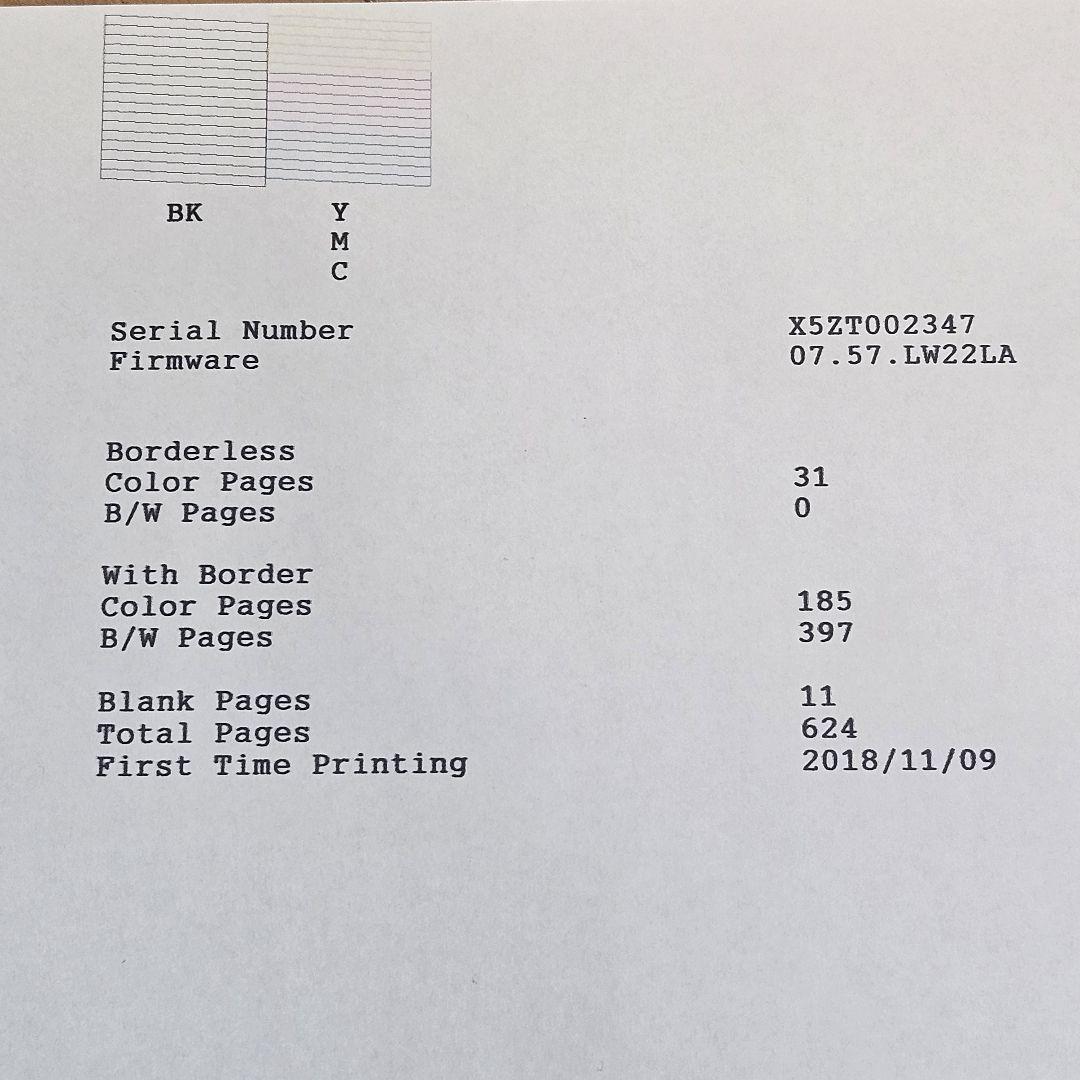 BK Y
M
C
Serial Number X5ZT002347
Firmware 07.57.LW22LA
Borderless
Color Pages 31
B/W Pages 0
With Border
Color Pages 185
B/W Pages 397
Blank Pages 11
Total Pages 624
First Time Printing 2018/11/09